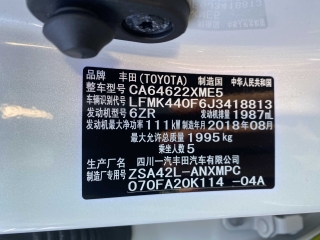 品牌 丰田(TOYOTA) 制造国 中华人民共和国
整车型号 CA64622XME5
车辆识别代号 LFMK440F6J3418813
发动机型号 6ZR 发动机排量 1987mL
发动机最大净功率 111kW 制造年月 2018年08月
最大允许总质量 1995kg
乘坐人数 5
生产厂名 四川一汽丰田汽车有限公司
生产厂专用号 ZSA42L-ANXMPC
070FA20K114 -04A